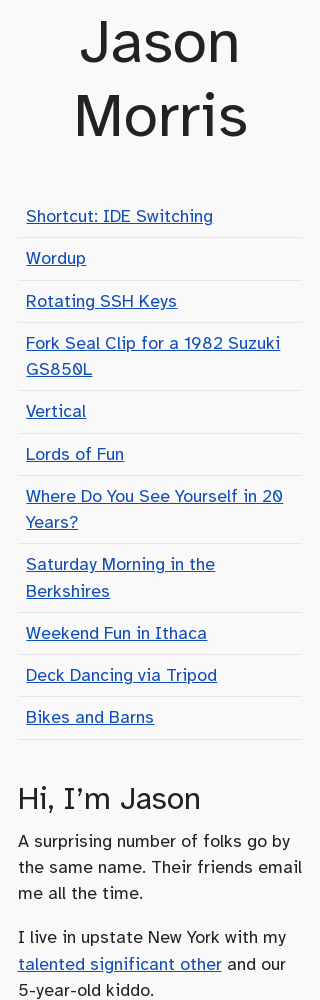 Jason
Morris
Shortcut: IDE Switching
Wordup
Rotating SSH Keys
Fork Seal Clip for a 1982 Suzuki
GS850L
Vertical
Lords of Fun
Where Do You See Yourself in 20
Years?
Saturday Morning in the
Berkshires
Weekend Fun in Ithaca
Deck Dancing via Tripod
Bikes and Barns
Hi, I’m Jason
A surprising number of folks go by
the same name. Their friends email
me all the time.
I live in upstate New York with my
talented significant other and our
5-year-old kiddo.